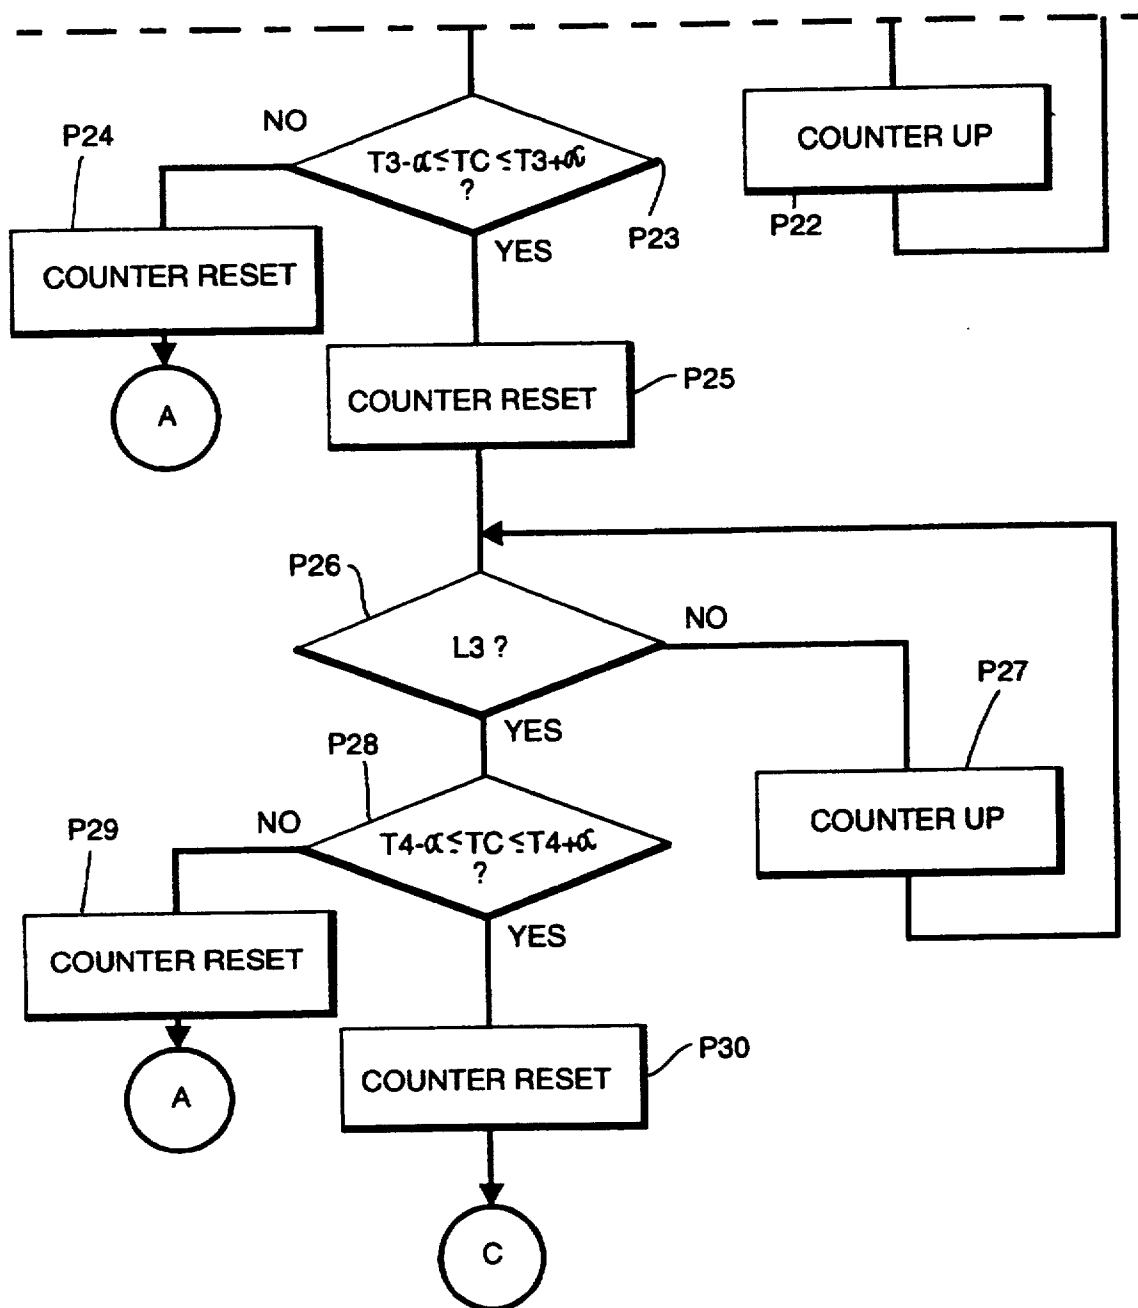 P24
NO
T3-α≤TC≤T3+α
?
P23
YES
COUNTER UP
P22
COUNTER RESET
A
COUNTER RESET
P25
P26
L3 ?
NO
YES
P27
COUNTER UP
P28
NO
T4-α≤TC≤T4+α
?
YES
P29
COUNTER RESET
A
COUNTER RESET
P30
C